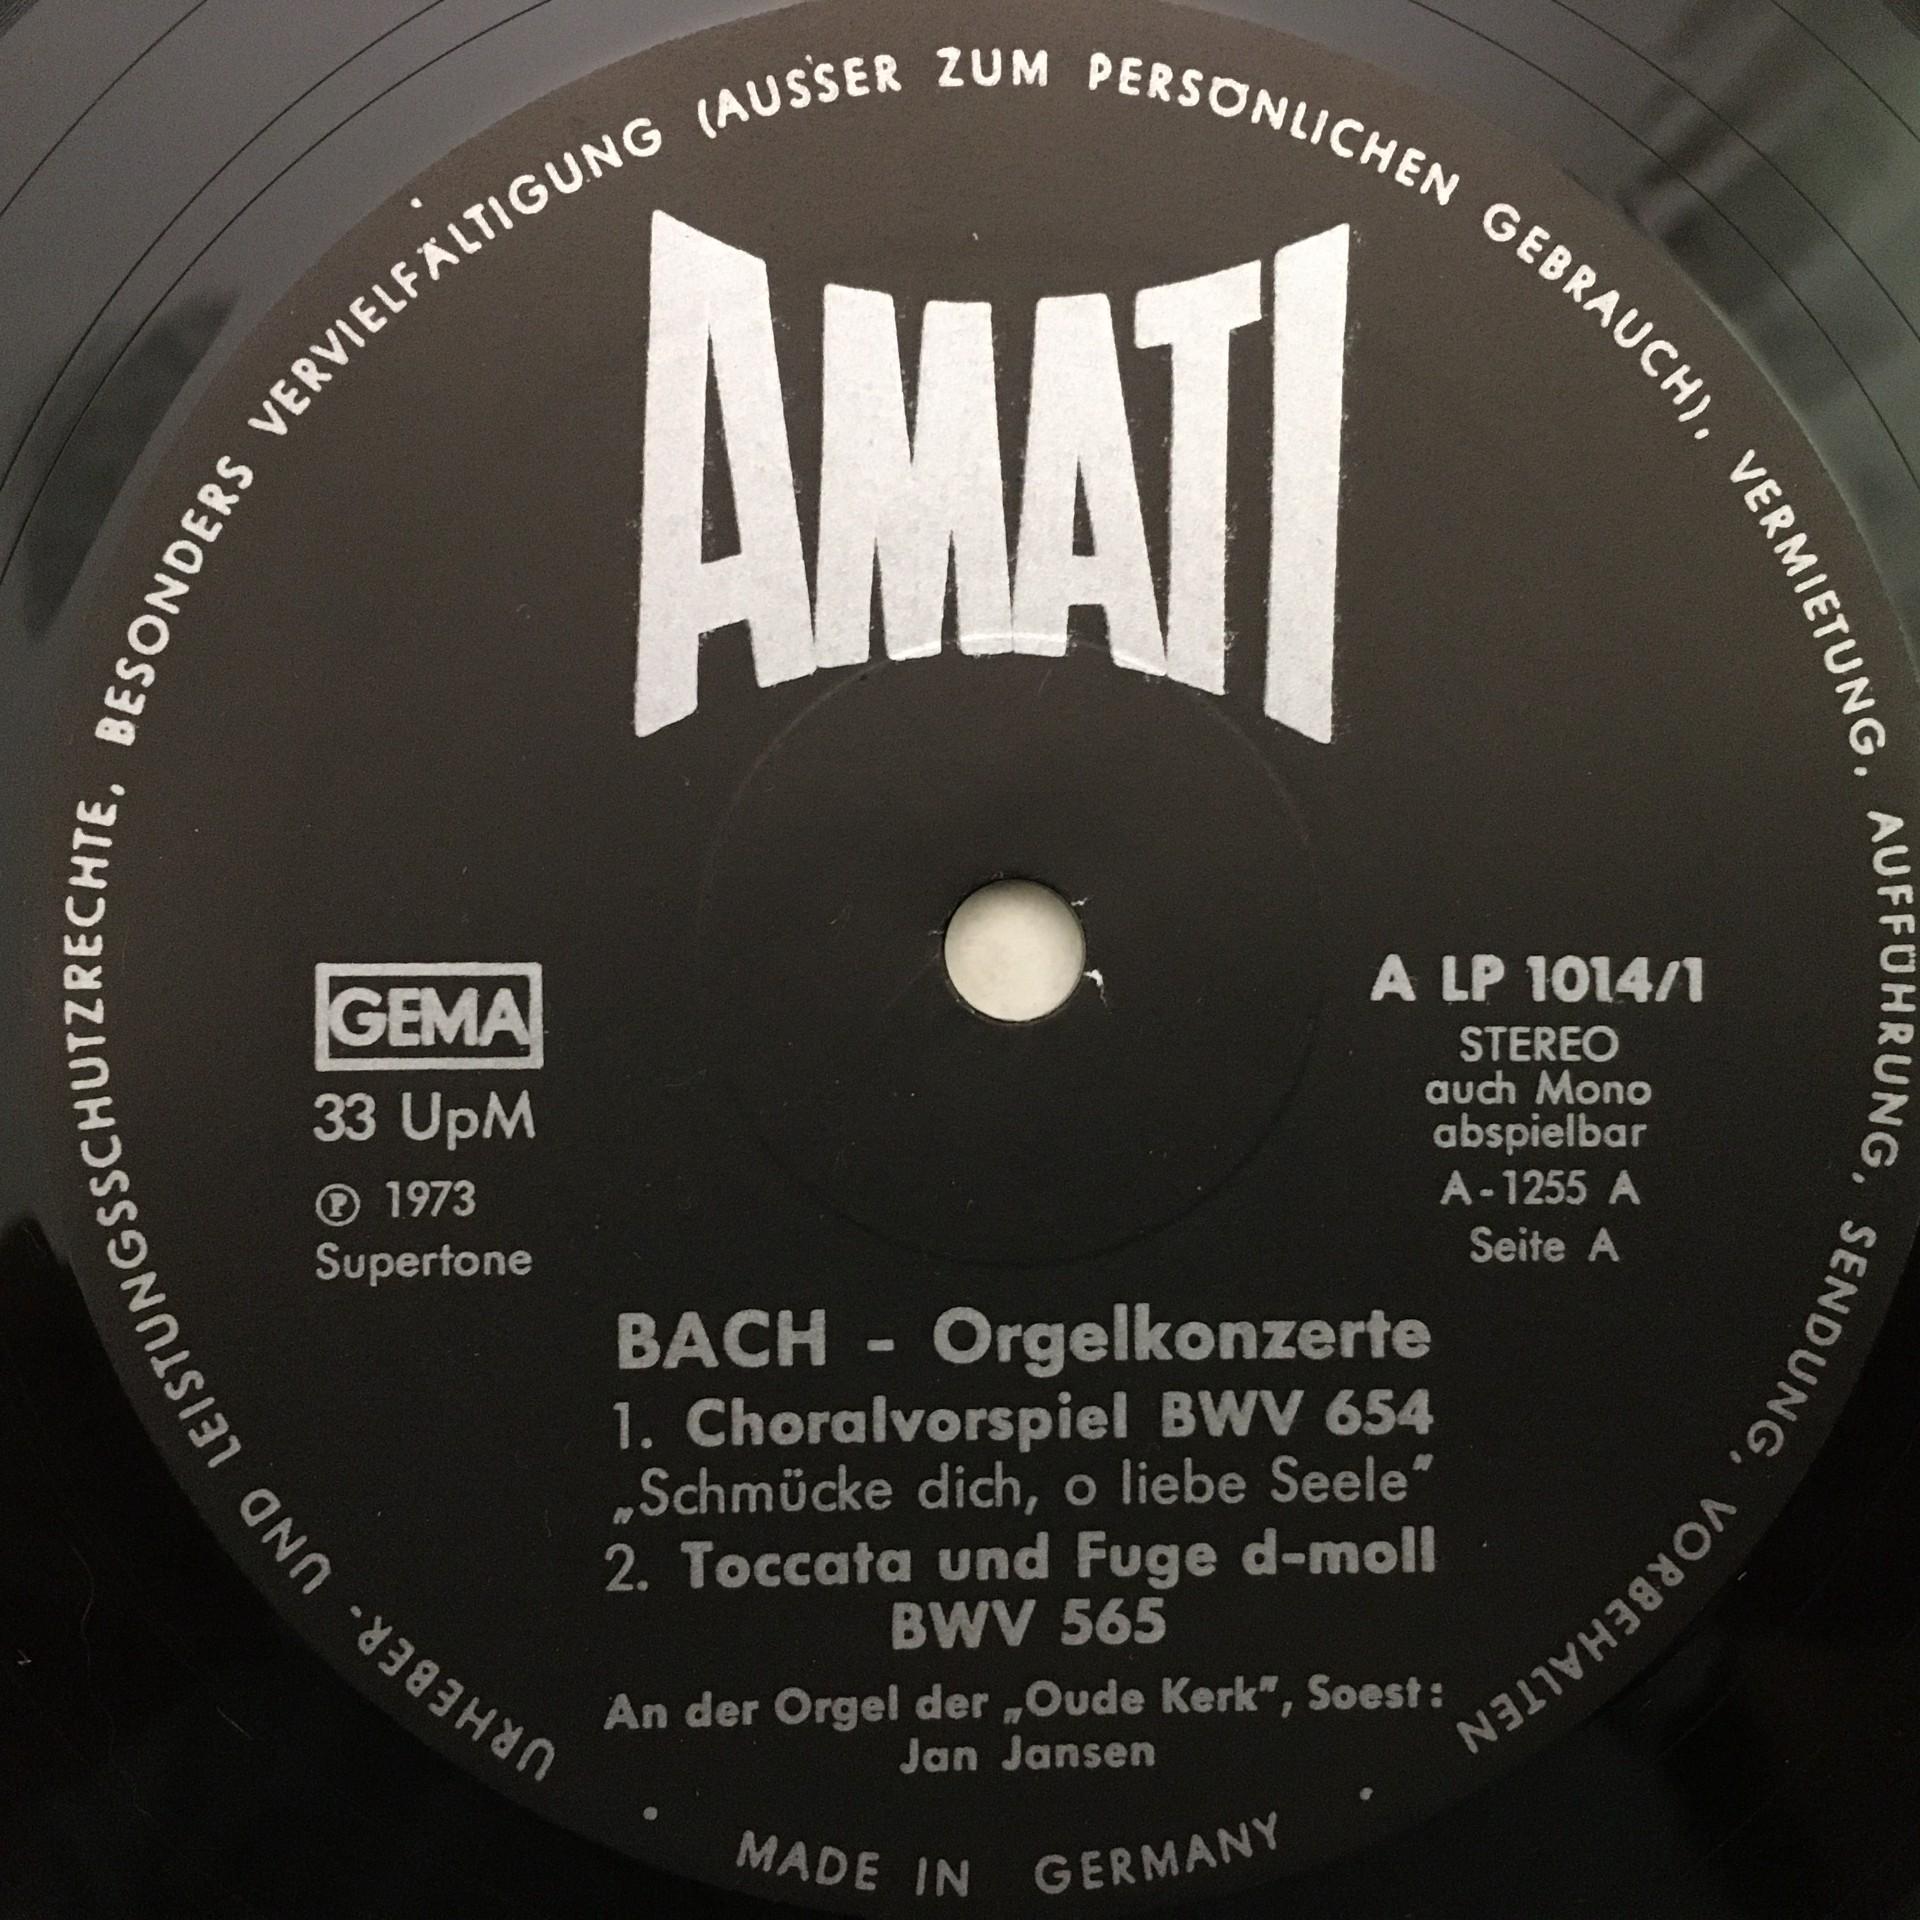 URHEBER- UND LEISTUNGSSCHUTZRECHTE, BESONDERS VERVIELFÄLTIGUNG (AUSSER ZUM PERSÖNLICHEN GEBRAUCH), VERMIETUNG, AUFFÜHRUNG, SENDUNG, VORBEHALTEN
AMATI
GEMA
33 UpM
℗ 1973
Supertone
A LP 1014/1
STEREO
auch Mono
abspielbar
A-1255 A
Seite A
BACH - Orgelkonzerte
1. Choralvorspiel BWV 654
„Schmücke dich, o liebe Seele"
2. Toccata und Fuge d-moll
BWV 565
An der Orgel der „Oude Kerk", Soest:
Jan Jansen
• MADE IN GERMANY •